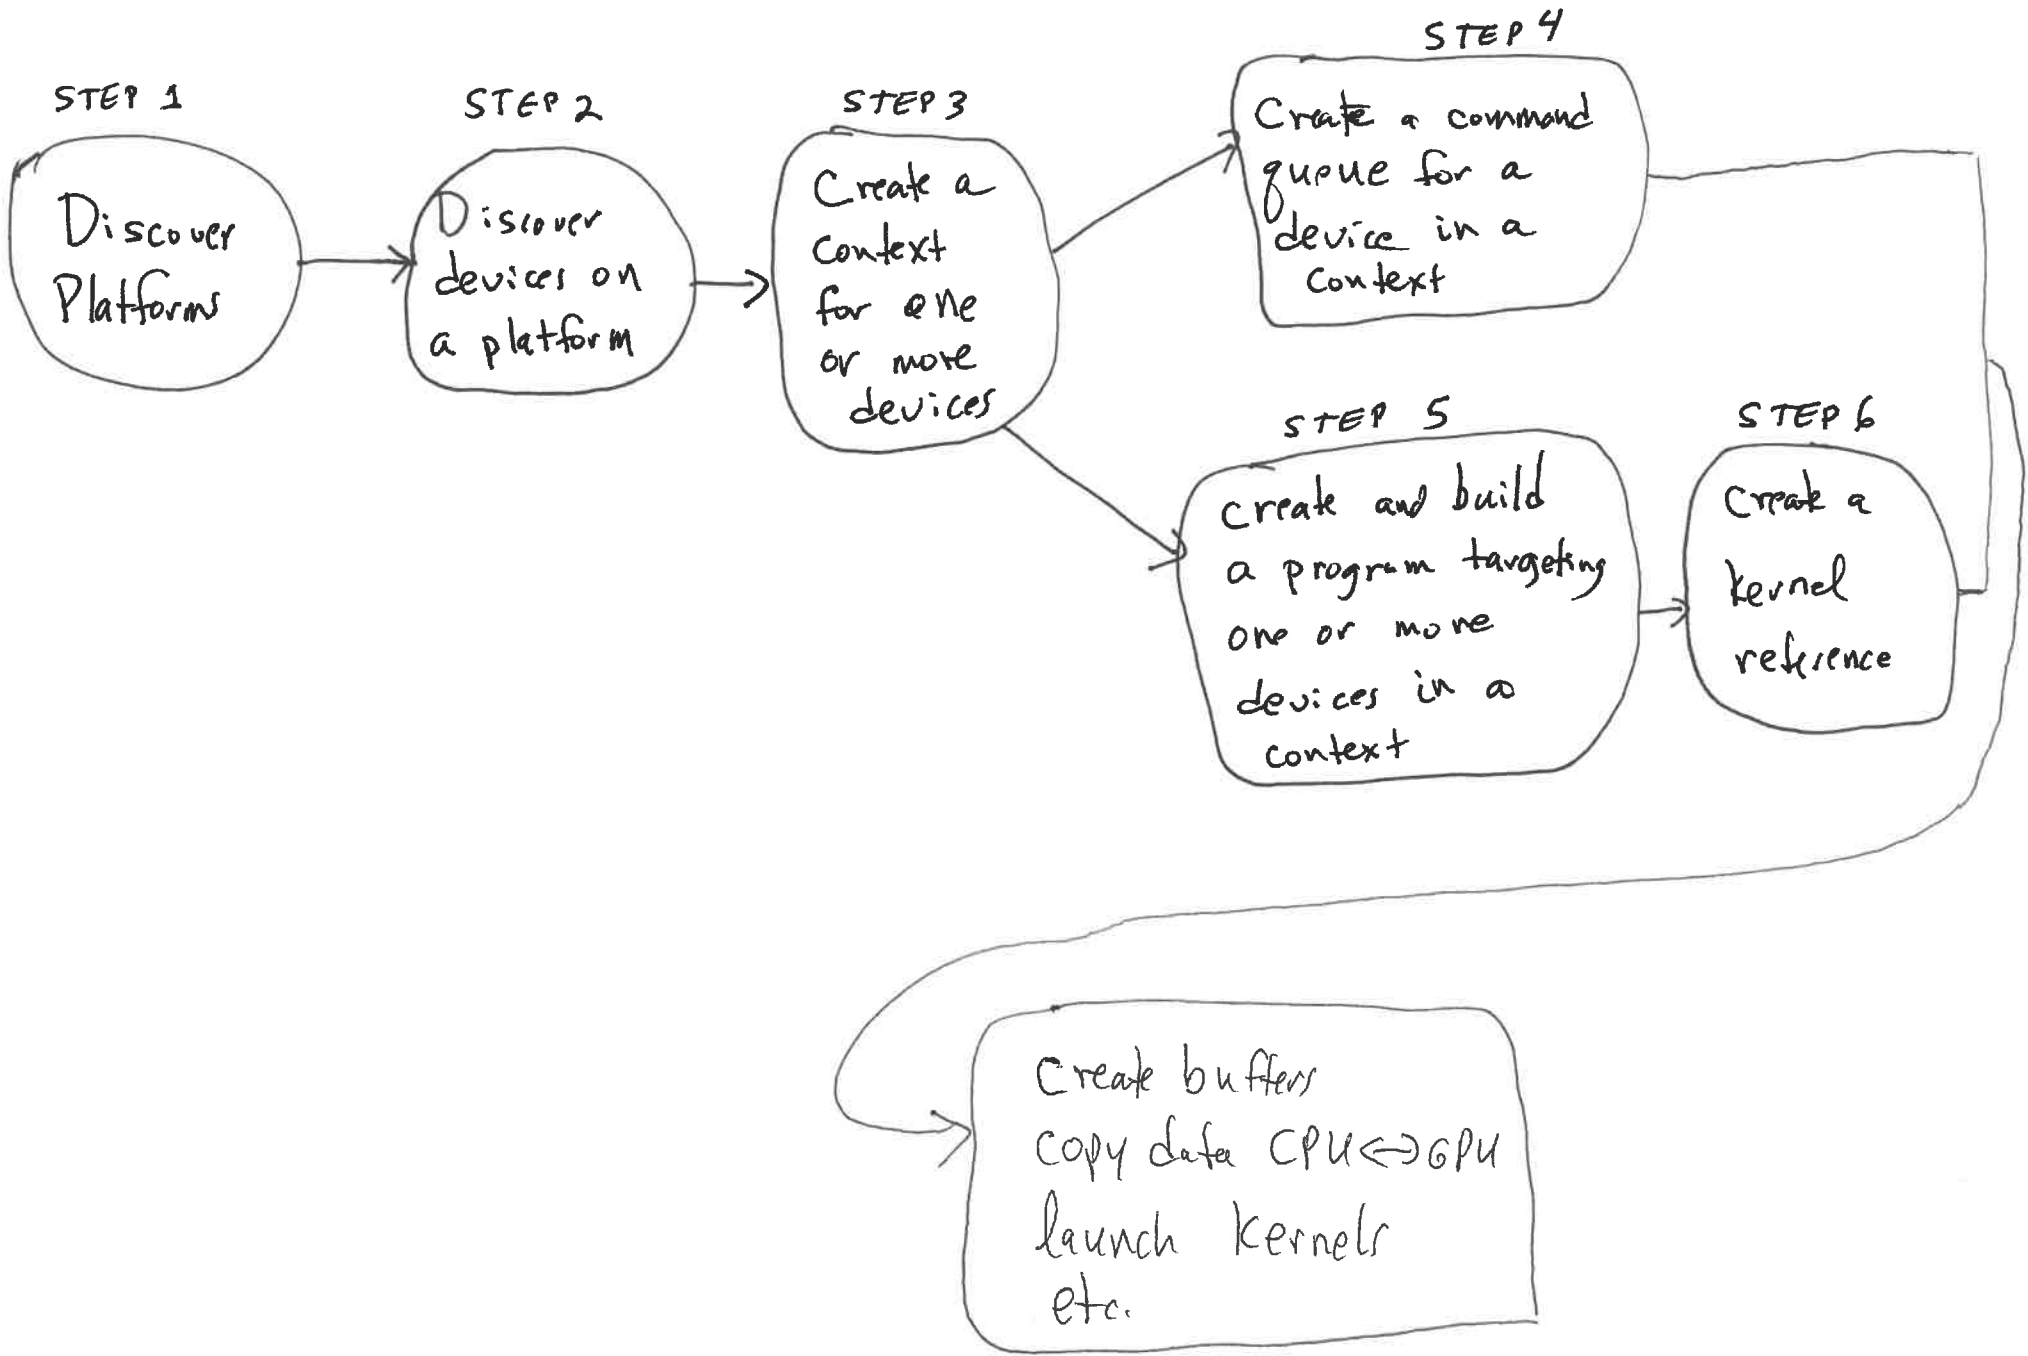 STEP 1
Discover
Platforms
STEP 2
Discover
devices on
a platform
STEP 3
Create a
context
for one
or more
devices
STEP 4
Create a command
queue for a
device in a
context
STEP 5
create and build
a program targeting
one or more
devices in a
context
STEP 6
Create a
kernel
reference
Create buffers
copy data CPU<->GPU
launch kernels
etc.